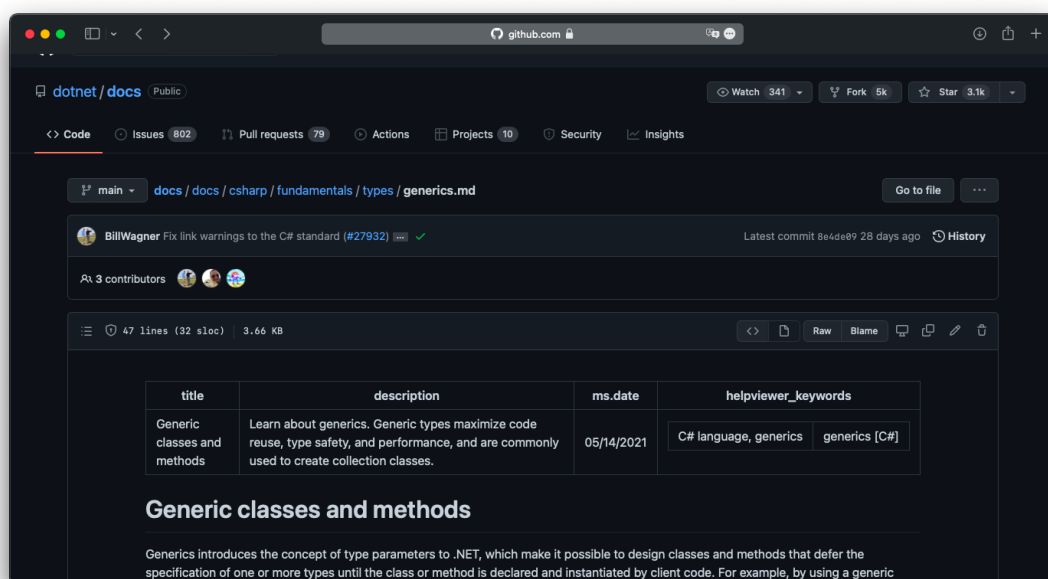 github.com
dotnet / docs Public
Watch 341 Fork 5k Star 3.1k
Code Issues 802 Pull requests 79 Actions Projects 10 Security Insights
main docs / docs / csharp / fundamentals / types / generics.md Go to file ...
BillWagner Fix link warnings to the C# standard (#27932) ... Latest commit 8e4de09 28 days ago History
3 contributors
47 lines (32 sloc) 3.66 KB Raw Blame
title description ms.date helpviewer_keywords
Generic classes and methods
Learn about generics. Generic types maximize code
reuse, type safety, and performance, and are commonly
used to create collection classes.
05/14/2021
C# language, generics generics [C#]
Generic classes and methods
Generics introduces the concept of type parameters to .NET, which make it possible to design classes and methods that defer the
specification of one or more types until the class or method is declared and instantiated by client code. For example, by using a generic